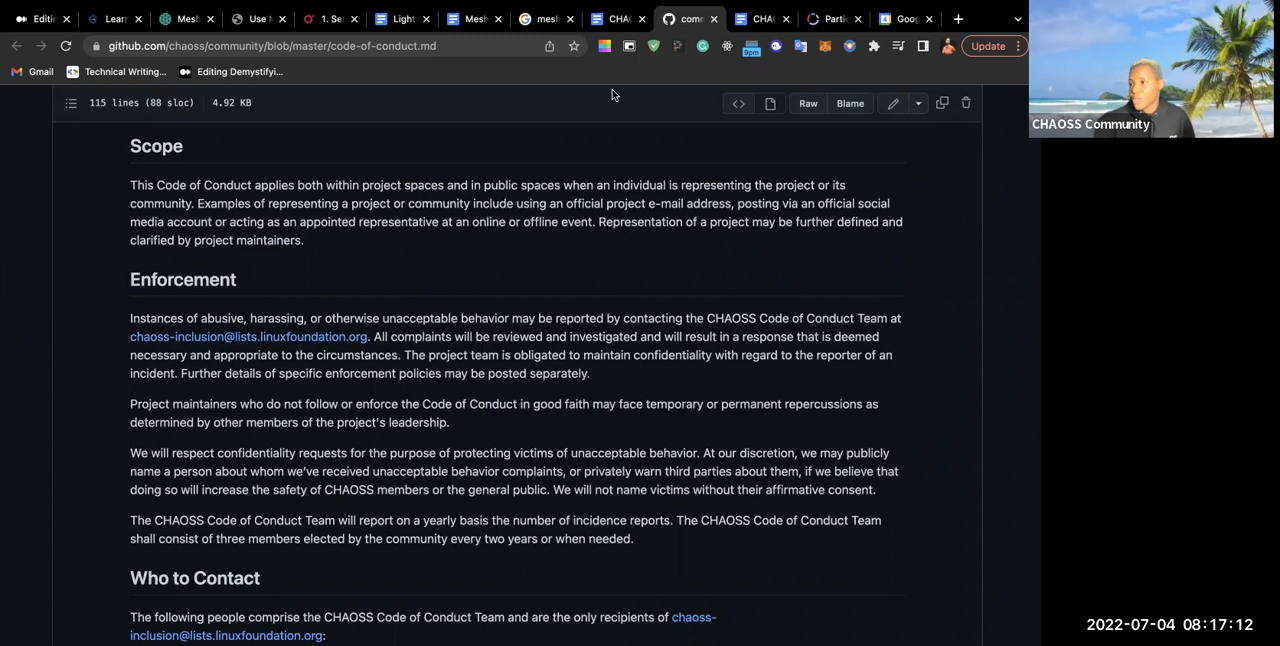 Editin Learn Mesh Use M 1. Sen Light Mesh mesh CHAO comm CHAO Partic Goog
github.com/chaoss/community/blob/master/code-of-conduct.md
9pm
Update
Gmail Technical Writing... Editing Demystifyi...
115 lines (88 sloc) 4.92 KB
Raw Blame
Scope
This Code of Conduct applies both within project spaces and in public spaces when an individual is representing the project or its
community. Examples of representing a project or community include using an official project e-mail address, posting via an official social
media account or acting as an appointed representative at an online or offline event. Representation of a project may be further defined and
clarified by project maintainers.
Enforcement
Instances of abusive, harassing, or otherwise unacceptable behavior may be reported by contacting the CHAOSS Code of Conduct Team at
chaoss-inclusion@lists.linuxfoundation.org. All complaints will be reviewed and investigated and will result in a response that is deemed
necessary and appropriate to the circumstances. The project team is obligated to maintain confidentiality with regard to the reporter of an
incident. Further details of specific enforcement policies may be posted separately.
Project maintainers who do not follow or enforce the Code of Conduct in good faith may face temporary or permanent repercussions as
determined by other members of the project's leadership.
We will respect confidentiality requests for the purpose of protecting victims of unacceptable behavior. At our discretion, we may publicly
name a person about whom we've received unacceptable behavior complaints, or privately warn third parties about them, if we believe that
doing so will increase the safety of CHAOSS members or the general public. We will not name victims without their affirmative consent.
The CHAOSS Code of Conduct Team will report on a yearly basis the number of incidence reports. The CHAOSS Code of Conduct Team
shall consist of three members elected by the community every two years or when needed.
Who to Contact
The following people comprise the CHAOSS Code of Conduct Team and are the only recipients of chaoss-
inclusion@lists.linuxfoundation.org:
CHAOSS Community
2022-07-04 08:17:12